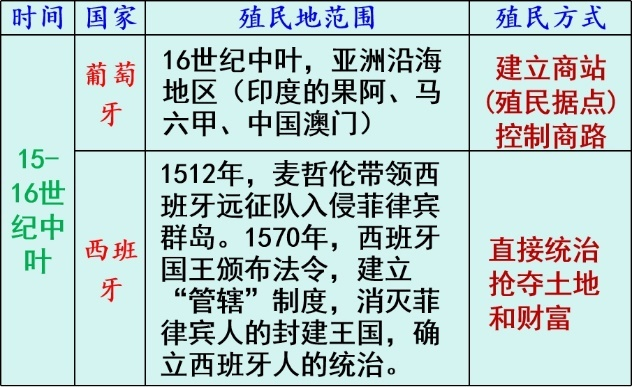 时间 国家 殖民地范围 殖民方式
15-
16世
纪中
叶
葡萄
牙
16世纪中叶，亚洲沿海
地区（印度的果阿、马
六甲、中国澳门）
建立商站
(殖民据点)
控制商路
西班
牙
1512年，麦哲伦带领西
班牙远征队入侵菲律宾
群岛。1570年，西班牙
国王颁布法令，建立
“管辖”制度，消灭菲
律宾人的封建王国，确
立西班牙人的统治。
直接统治
抢夺土地
和财富